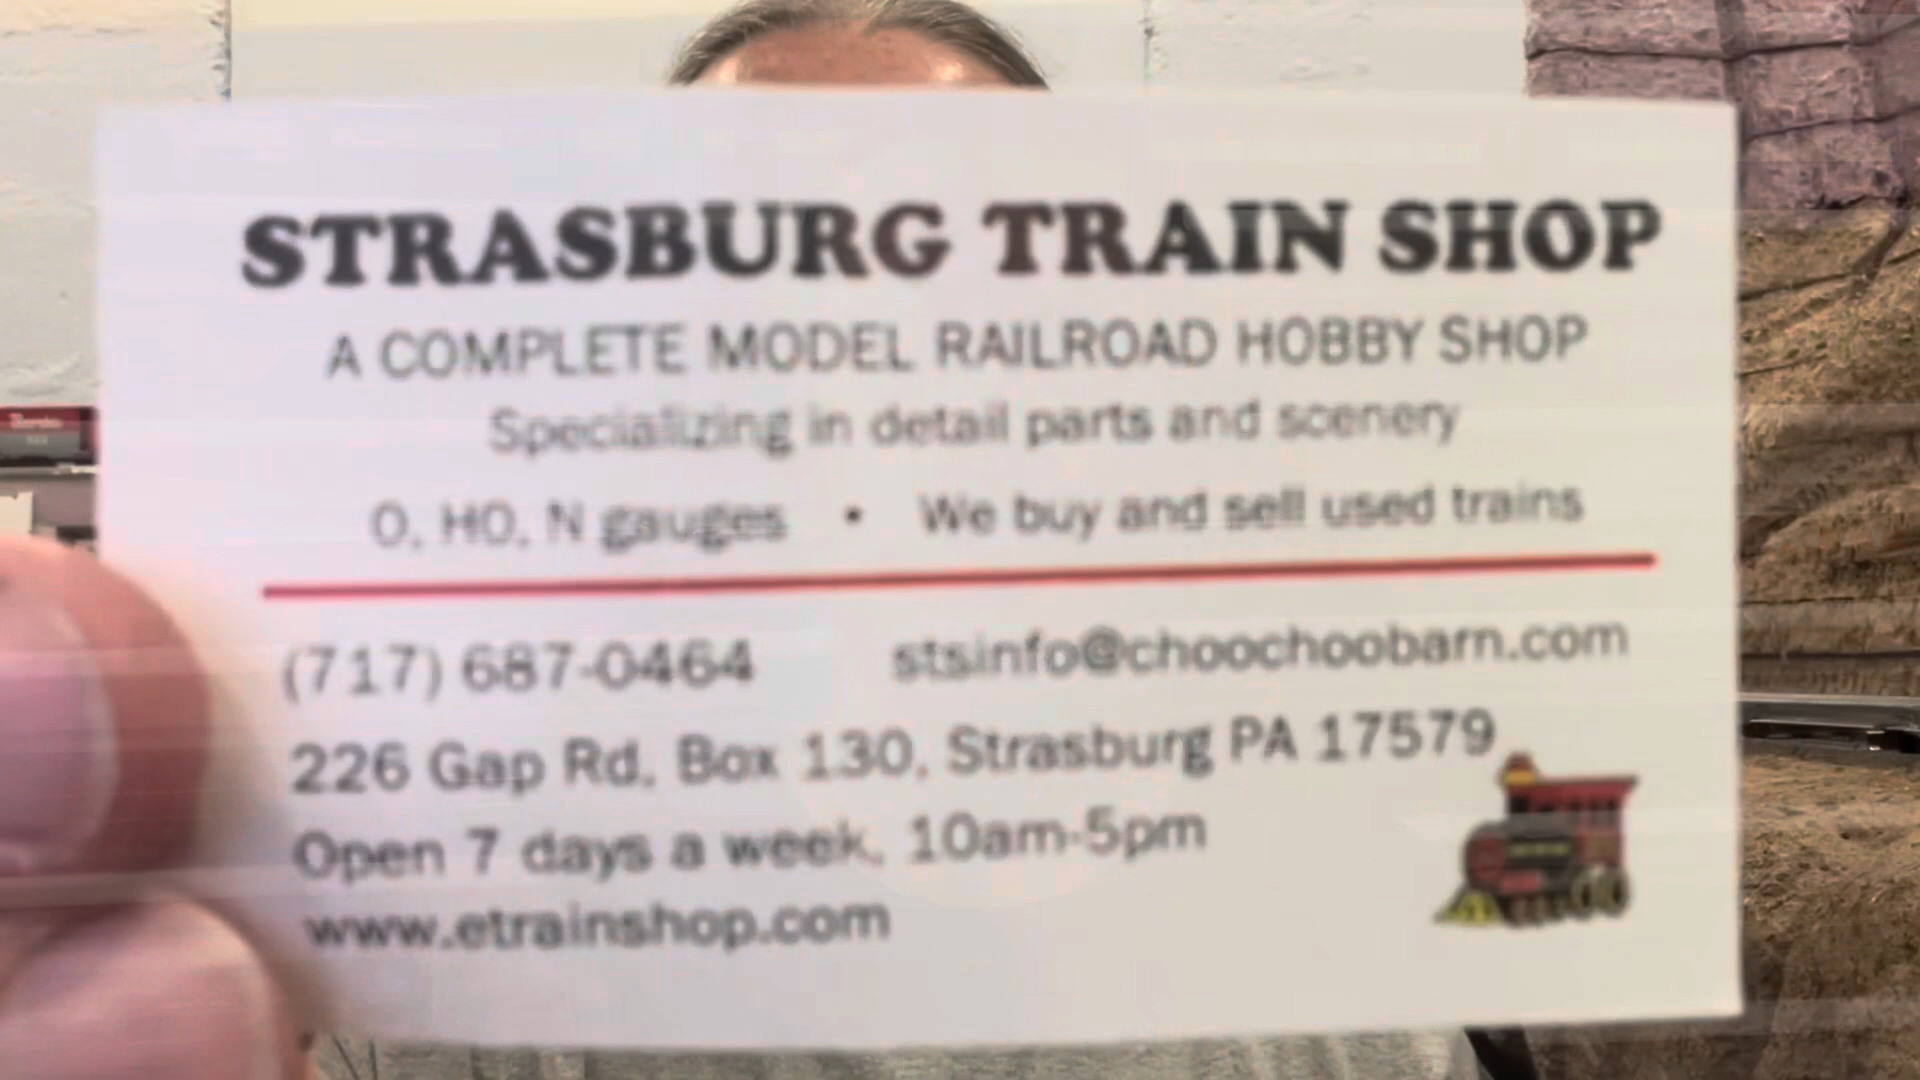 STRASBURG TRAIN SHOP
A COMPLETE MODEL RAILROAD HOBBY SHOP
Specializing in detail parts and scenery
O, HO, N gauges • We buy and sell used trains
(717) 687-0464 stsinfo@choochoobarn.com
226 Gap Rd, Box 130, Strasburg PA 17579
Open 7 days a week, 10am-5pm
www.etrainshop.com